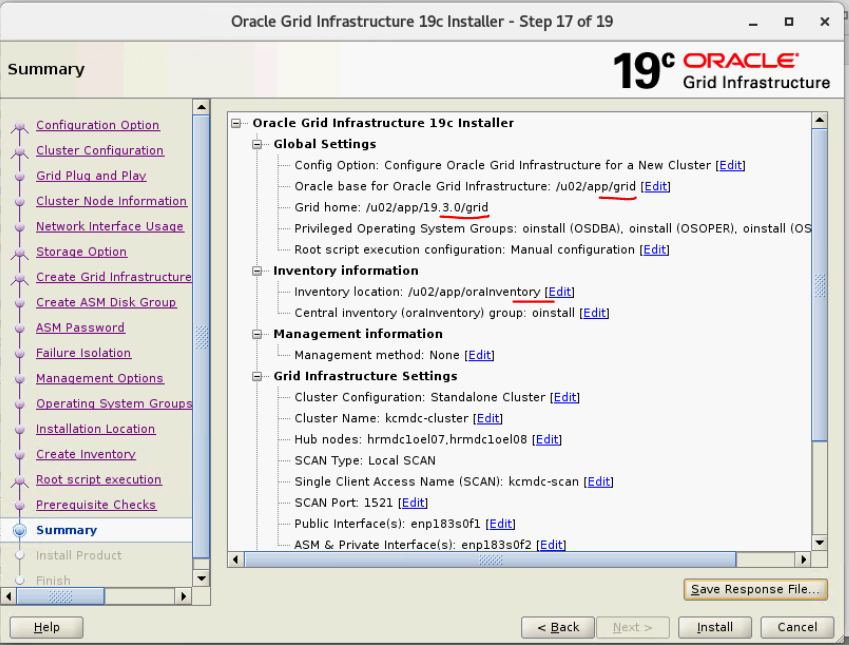 Oracle Grid Infrastructure 19c Installer - Step 17 of 19
Summary
19c ORACLE
Grid Infrastructure
Configuration Option
Cluster Configuration
Grid Plug and Play
Cluster Node Information
Network Interface Usage
Storage Option
Create Grid Infrastructure
Create ASM Disk Group
ASM Password
Failure Isolation
Management Options
Operating System Groups
Installation Location
Create Inventory
Root script execution
Prerequisite Checks
Summary
Install Product
Finish
Oracle Grid Infrastructure 19c Installer
Global Settings
Config Option: Configure Oracle Grid Infrastructure for a New Cluster [Edit]
Oracle base for Oracle Grid Infrastructure: /u02/app/grid [Edit]
Grid home: /u02/app/19.3.0/grid
Privileged Operating System Groups: oinstall (OSDBA), oinstall (OSOPER), oinstall (OS
Root script execution configuration: Manual configuration [Edit]
Inventory information
Inventory location: /u02/app/oraInventory [Edit]
Central inventory (oraInventory) group: oinstall [Edit]
Management information
Management method: None [Edit]
Grid Infrastructure Settings
Cluster Configuration: Standalone Cluster [Edit]
Cluster Name: kcmdc-cluster [Edit]
Hub nodes: hrmdc1oel07,hrmdc1oel08 [Edit]
SCAN Type: Local SCAN
Single Client Access Name (SCAN): kcmdc-scan [Edit]
SCAN Port: 1521 [Edit]
Public Interface(s): enp183s0f1 [Edit]
ASM & Private Interface(s): enp183s0f2 [Edit]
Save Response File...
Help
< Back
Next >
Install
Cancel